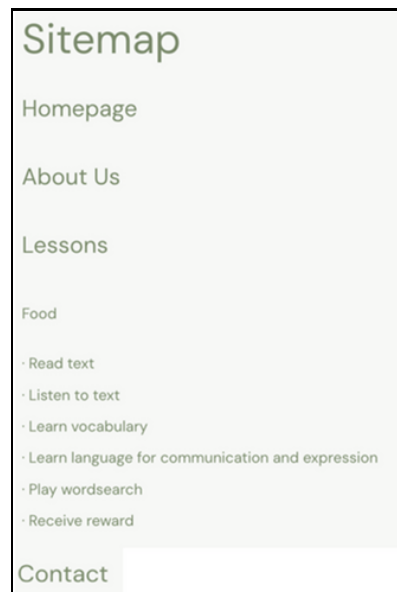 Sitemap
Homepage
About Us
Lessons
Food
· Read text
· Listen to text
· Learn vocabulary
· Learn language for communication and expression
· Play wordsearch
· Receive reward
Contact